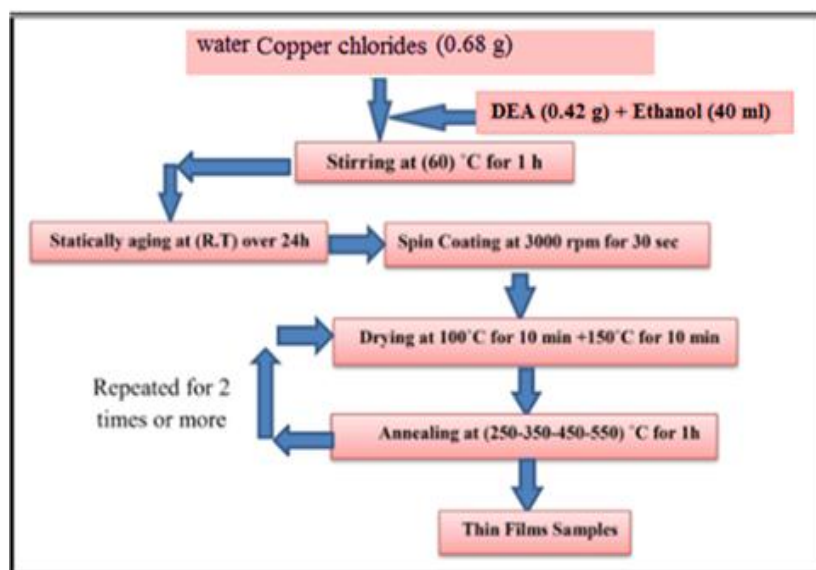 water Copper chlorides (0.68 g)
DEA (0.42 g) + Ethanol (40 ml)
Stirring at (60) ˚C for 1 h
Statically aging at (R.T) over 24h
Spin Coating at 3000 rpm for 30 sec
Drying at 100˚C for 10 min +150˚C for 10 min
Repeated for 2
times or more
Annealing at (250-350-450-550) ˚C for 1h
Thin Films Samples